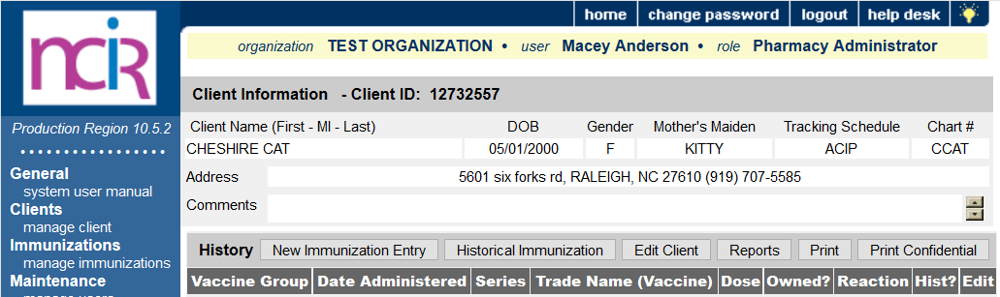 home change password logout help desk
ncir
organization TEST ORGANIZATION • user Macey Anderson • role Pharmacy Administrator
Production Region 10.5.2
General
system user manual
Clients
manage client
Immunizations
manage immunizations
Maintenance
manage users
Client Information - Client ID: 12732557
Client Name (First - MI - Last) DOB Gender Mother's Maiden Tracking Schedule Chart #
CHESHIRE CAT 05/01/2000 F KITTY ACIP CCAT
Address 5601 six forks rd, RALEIGH, NC 27610 (919) 707-5585
Comments
History New Immunization Entry Historical Immunization Edit Client Reports Print Print Confidential
Vaccine Group Date Administered Series Trade Name (Vaccine) Dose Owned? Reaction Hist? Edit